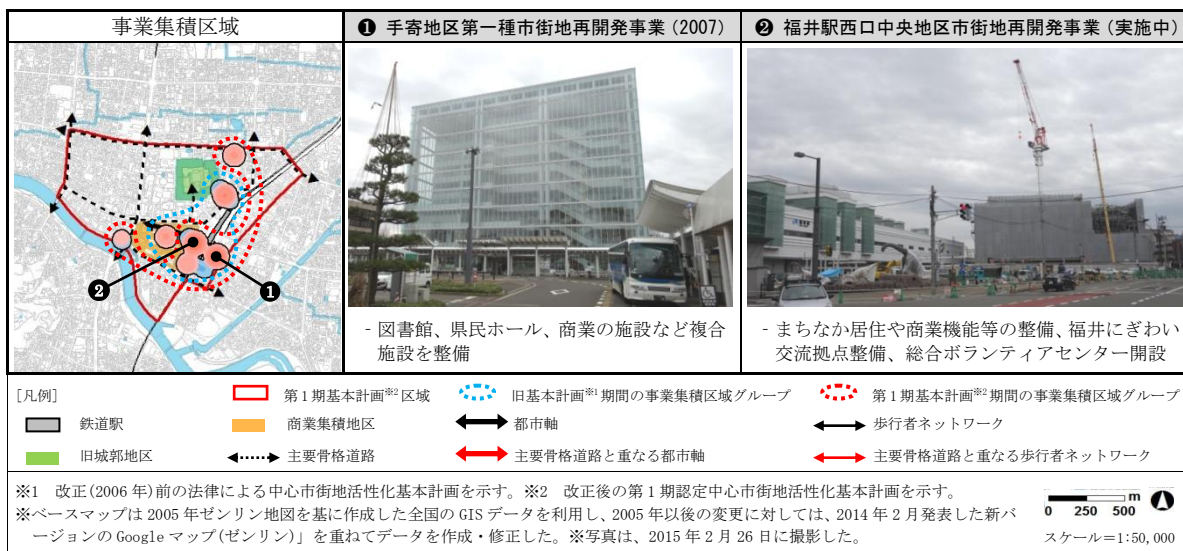 事業集積区域
❶ 手寄地区第一種市街地再開発事業(2007)
❷ 福井駅西口中央地区市街地再開発事業(実施中)
❷
❶
- 図書館、県民ホール、商業の施設など複合
施設を整備
- まちなか居住や商業機能等の整備、福井にぎわい
交流拠点整備、総合ボランティアセンター開設
[凡例]
第1期基本計画※2区域
旧基本計画※1期間の事業集積区域グループ
第1期基本計画※2期間の事業集積区域グループ
鉄道駅
商業集積地区
都市軸
歩行者ネットワーク
旧城郭地区
主要骨格道路
主要骨格道路と重なる都市軸
主要骨格道路と重なる歩行者ネットワーク
※1 改正(2006年)前の法律による中心市街地活性化基本計画を示す。※2 改正後の第1期認定中心市街地活性化基本計画を示す。
※ベースマップは2005年ゼンリン地図を基に作成した全国のGISデータを利用し、2005年以後の変更に対しては、2014年2月発表した新バ
ージョンのGoogleマップ(ゼンリン)」を重ねてデータを作成・修正した。※写真は、2015年2月26日に撮影した。
m
0 250 500
スケール=1:50,000